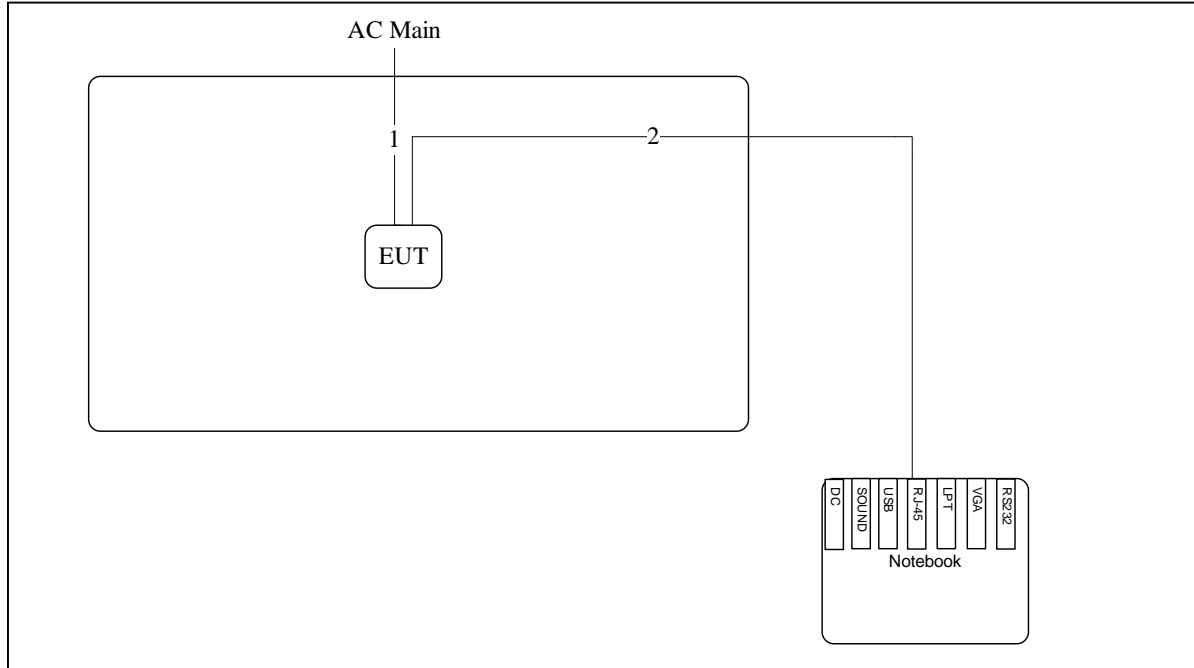 AC Main
1
2
EUT
DC
SOUND
USB
RJ-45
LPT
VGA
RS232
Notebook